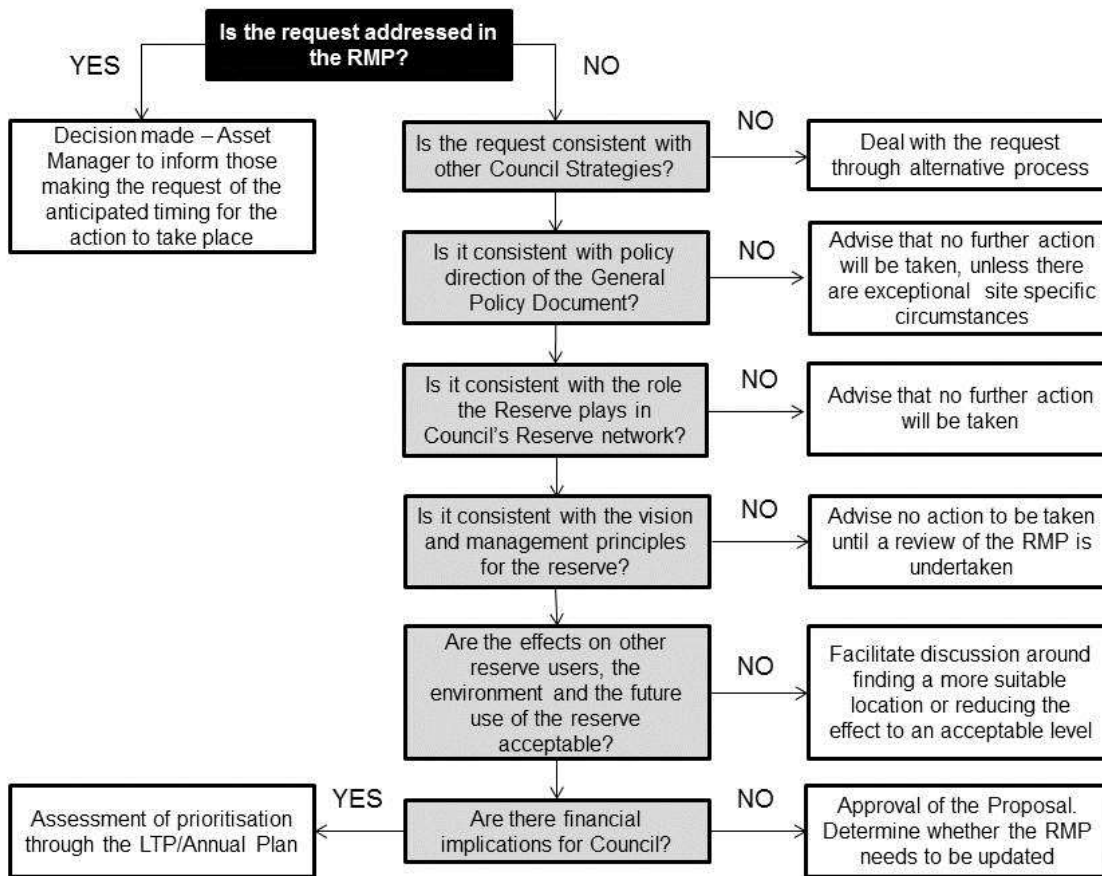 Is the request addressed in
the RMP?
YES
NO
Decision made – Asset
Manager to inform those
making the request of the
anticipated timing for the
action to take place
Is the request consistent with
other Council Strategies?
NO
Deal with the request
through alternative process
Is it consistent with policy
direction of the General
Policy Document?
NO
Advise that no further action
will be taken, unless there
are exceptional site specific
circumstances
Is it consistent with the role
the Reserve plays in
Council's Reserve network?
NO
Advise that no further action
will be taken
Is it consistent with the vision
and management principles
for the reserve?
NO
Advise no action to be taken
until a review of the RMP is
undertaken
Are the effects on other
reserve users, the
environment and the future
use of the reserve
acceptable?
NO
Facilitate discussion around
finding a more suitable
location or reducing the
effect to an acceptable level
Are there financial
implications for Council?
YES
Assessment of prioritisation
through the LTP/Annual Plan
NO
Approval of the Proposal.
Determine whether the RMP
needs to be updated